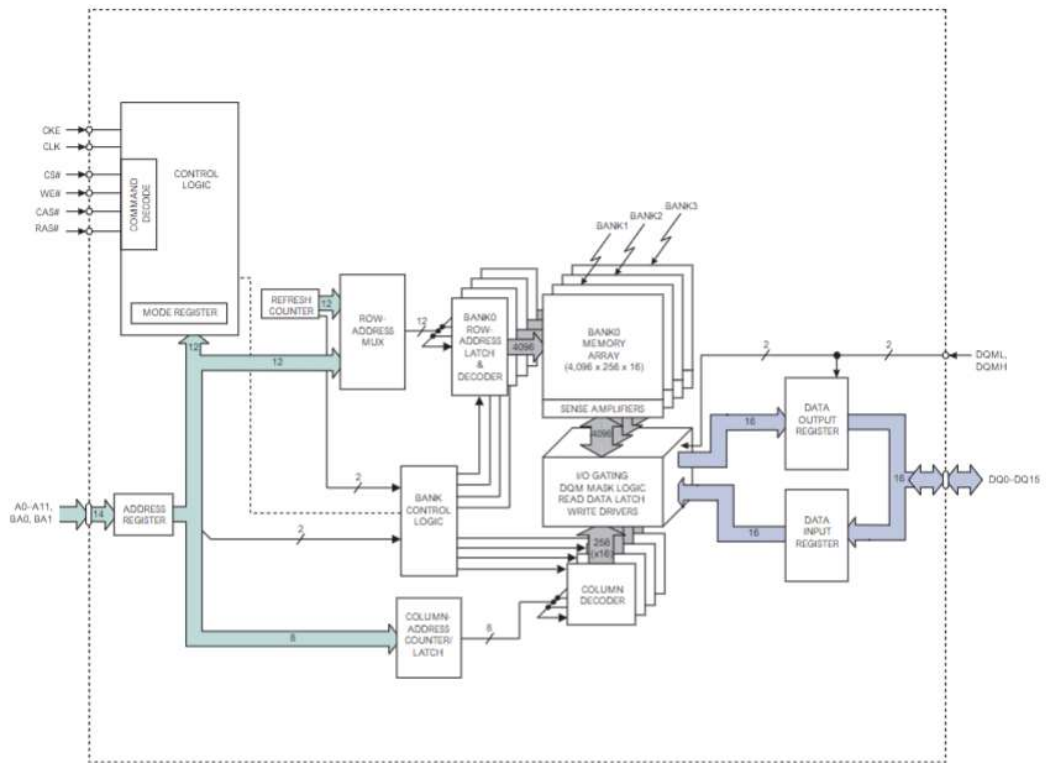 CKE
CLK
CS#
WE#
CAS#
RAS#
CONTROL
LOGIC
COMMAND
DECODE
MODE REGISTER
12
REFRESH
COUNTER
12
ROW-
ADDRESS
MUX
12
12
BANK0
ROW-
ADDRESS
LATCH
&
DECODER
4096
BANK1
BANK2
BANK3
BANK0
MEMORY
ARRAY
(4,096 x 256 x 16)
SENSE AMPLIFIERS
4096
I/O GATING
DQM MASK LOGIC
READ DATA LATCH
WRITE DRIVERS
256
(x16)
COLUMN
DECODER
2
2
DQML,
DQMH
DATA
OUTPUT
REGISTER
16
16
DQ0-DQ15
16
DATA
INPUT
REGISTER
A0-A11,
BA0, BA1
14
ADDRESS
REGISTER
2
2
BANK
CONTROL
LOGIC
8
COLUMN-
ADDRESS
COUNTER/
LATCH
8